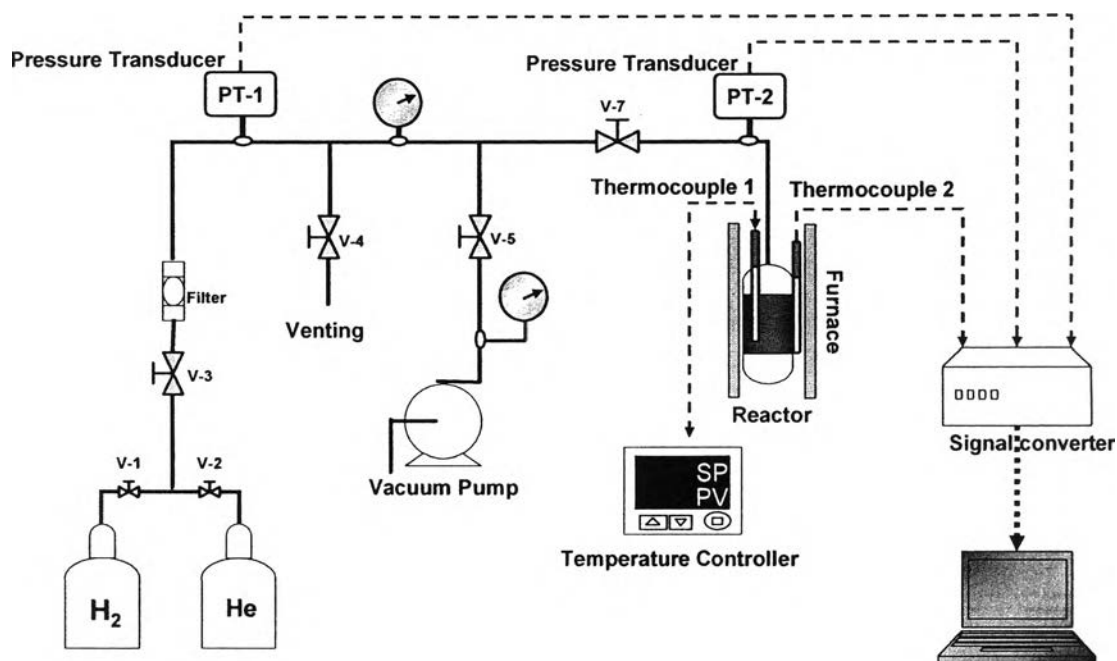 Pressure Transducer
PT-1
Pressure Transducer
PT-2
V-7
Thermocouple 1
Thermocouple 2
V-4
V-5
Filter
Furnace
Venting
V-3
Reactor
Signal converter
V-1
V-2
Vacuum Pump
SP
PV
Temperature Controller
H₂
He